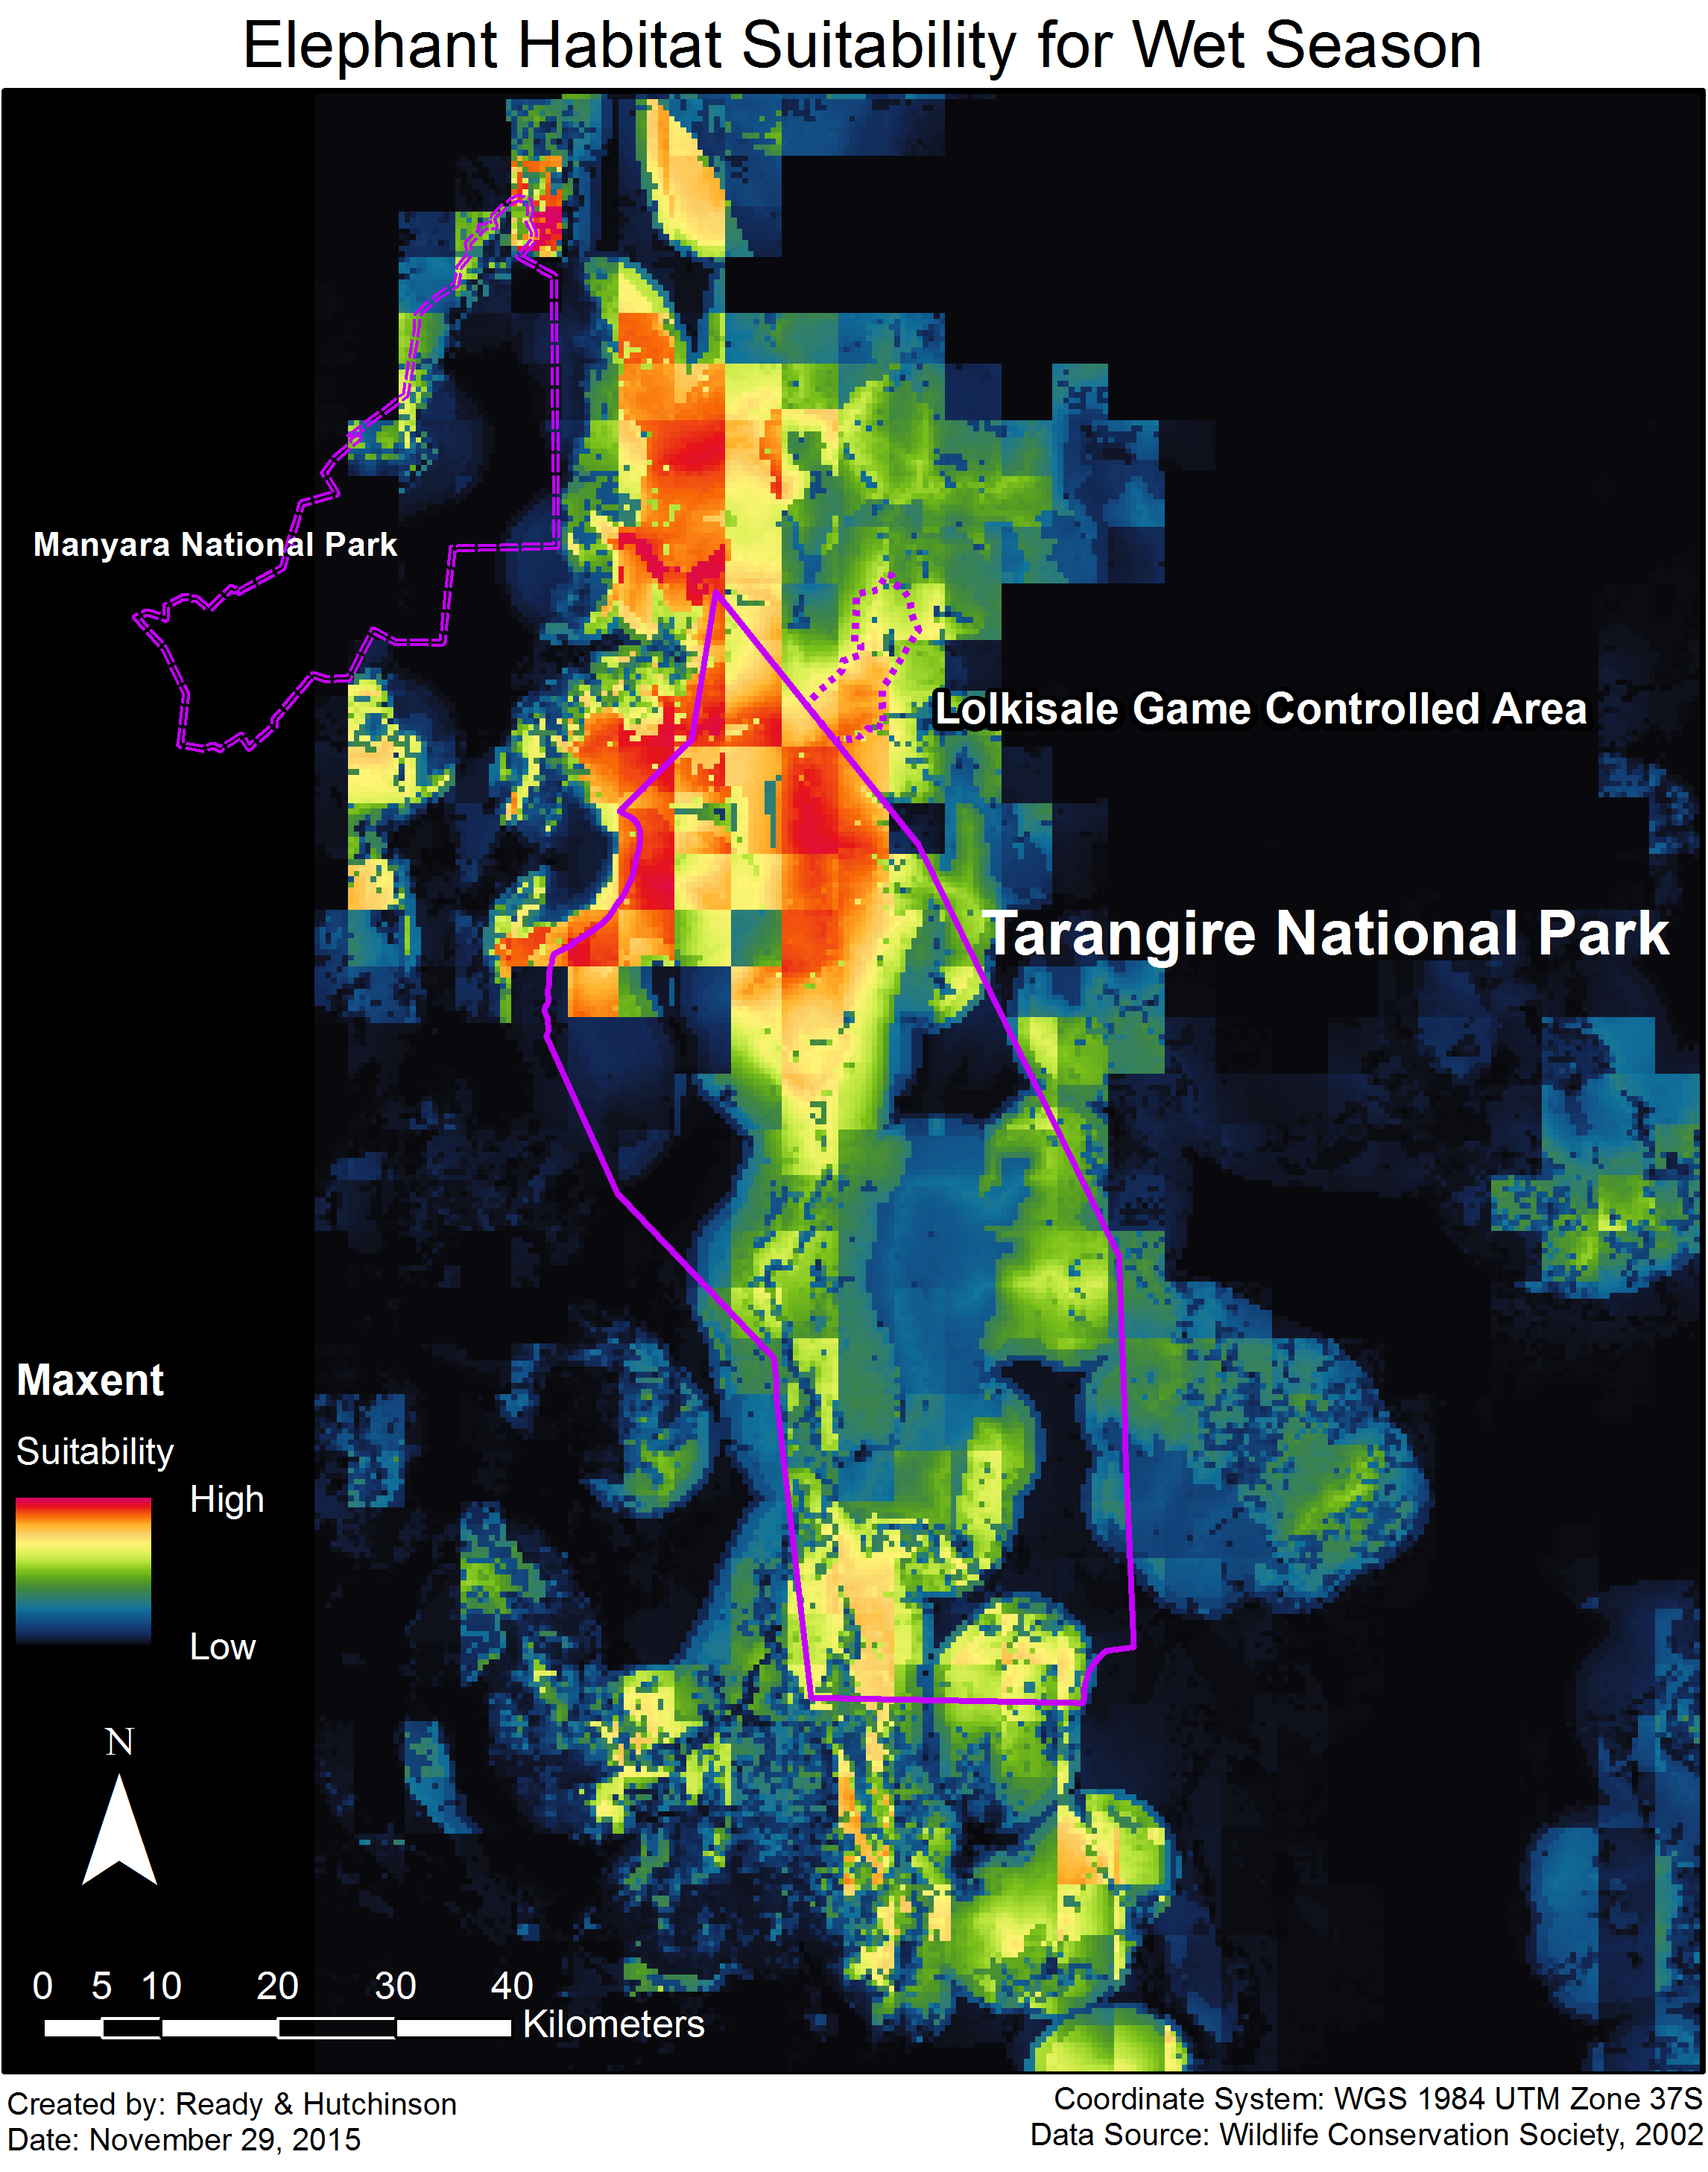 Elephant Habitat Suitability for Wet Season
Manyara National Park
Lolkisale Game Controlled Area
Tarangire National Park
Maxent
Suitability
High
Low
N
0 5 10 20 30 40
Kilometers
Created by: Ready & Hutchinson
Date: November 29, 2015
Coordinate System: WGS 1984 UTM Zone 37S
Data Source: Wildlife Conservation Society, 2002